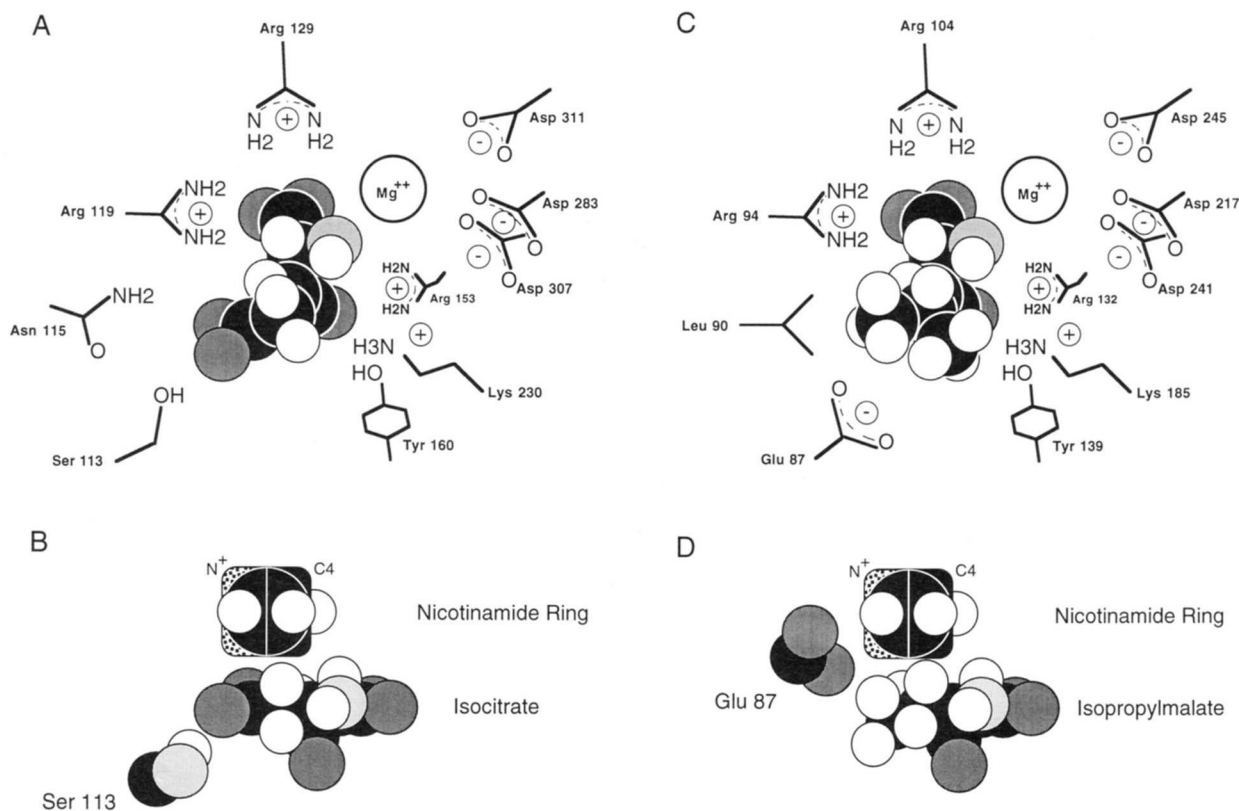 A
Arg 129
N
H2
+
N
H2
O
O
-
Asp 311
Mg++
Arg 119
NH2
+
NH2
O
O
-
Asp 283
O
O
-
Asp 307
H2N
+
H2N
Arg 153
Asn 115
NH2
O
+
H3N
HO
Lys 230
OH
Ser 113
Tyr 160
C
Arg 104
N
H2
+
N
H2
O
O
-
Asp 245
Mg++
Arg 94
NH2
+
NH2
O
O
-
Asp 217
O
O
-
Asp 241
H2N
+
H2N
Arg 132
Leu 90
+
H3N
HO
Lys 185
O
-
O
Glu 87
Tyr 139
B
N+
C4
Nicotinamide Ring
Isocitrate
Ser 113
D
N+
C4
Nicotinamide Ring
Glu 87
Isopropylmalate